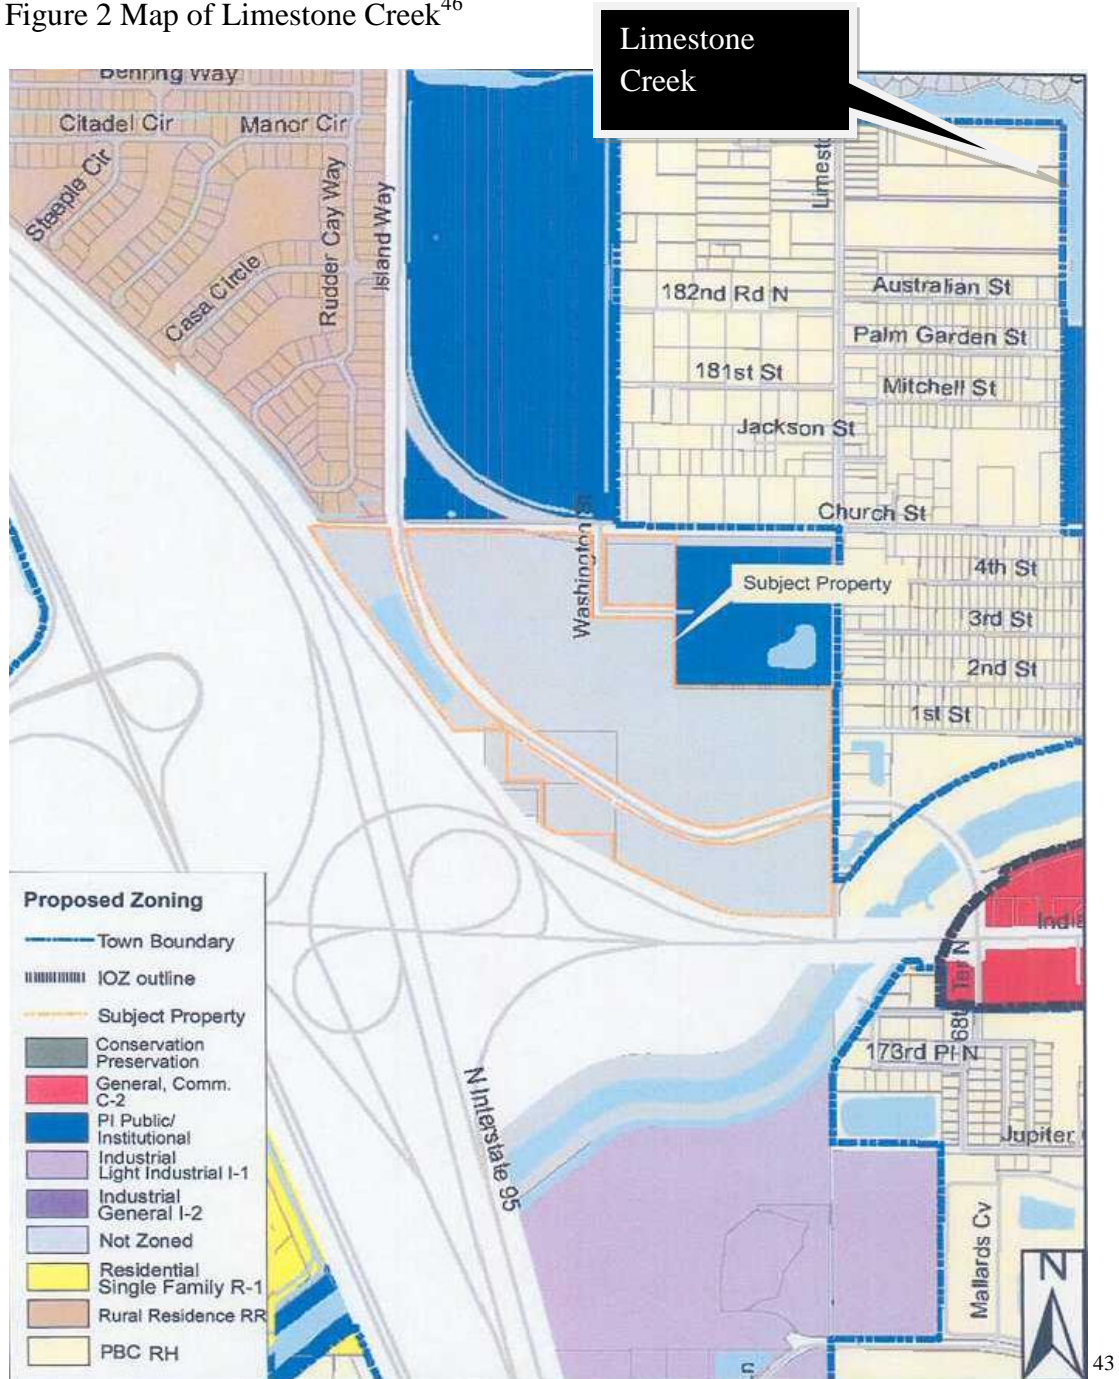 Figure 2 Map of Limestone Creek46
Limestone
Creek
Behring Way
Citadel Cir
Manor Cir
Steeple Cir
Rudder Cay Way
Island Way
Casa Circle
182nd Rd N
Australian St
Palm Garden St
181st St
Mitchell St
Jackson St
Church St
Washington St
4th St
Subject Property
3rd St
2nd St
1st St
Proposed Zoning
Town Boundary
IOZ outline
Subject Property
Conservation
Preservation
General, Comm.
C-2
PI Public/
Institutional
Industrial
Light Industrial I-1
Industrial
General I-2
Not Zoned
Residential
Single Family R-1
Rural Residence RR
PBC RH
N Interstate 95
68th Ter N
173rd Pl N
Jupiter
Mallards Cv
N
43